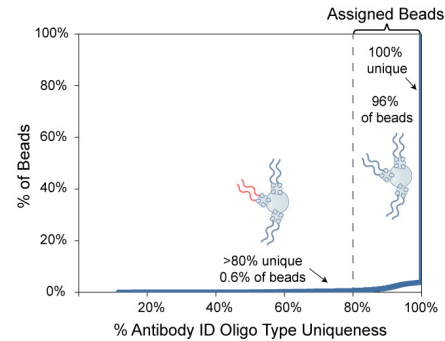 Assigned Beads
100%
80%
60%
40%
20%
0%
% of Beads
100%
unique
96%
of beads
>80% unique
0.6% of beads
20%
40%
60%
80%
100%
% Antibody ID Oligo Type Uniqueness